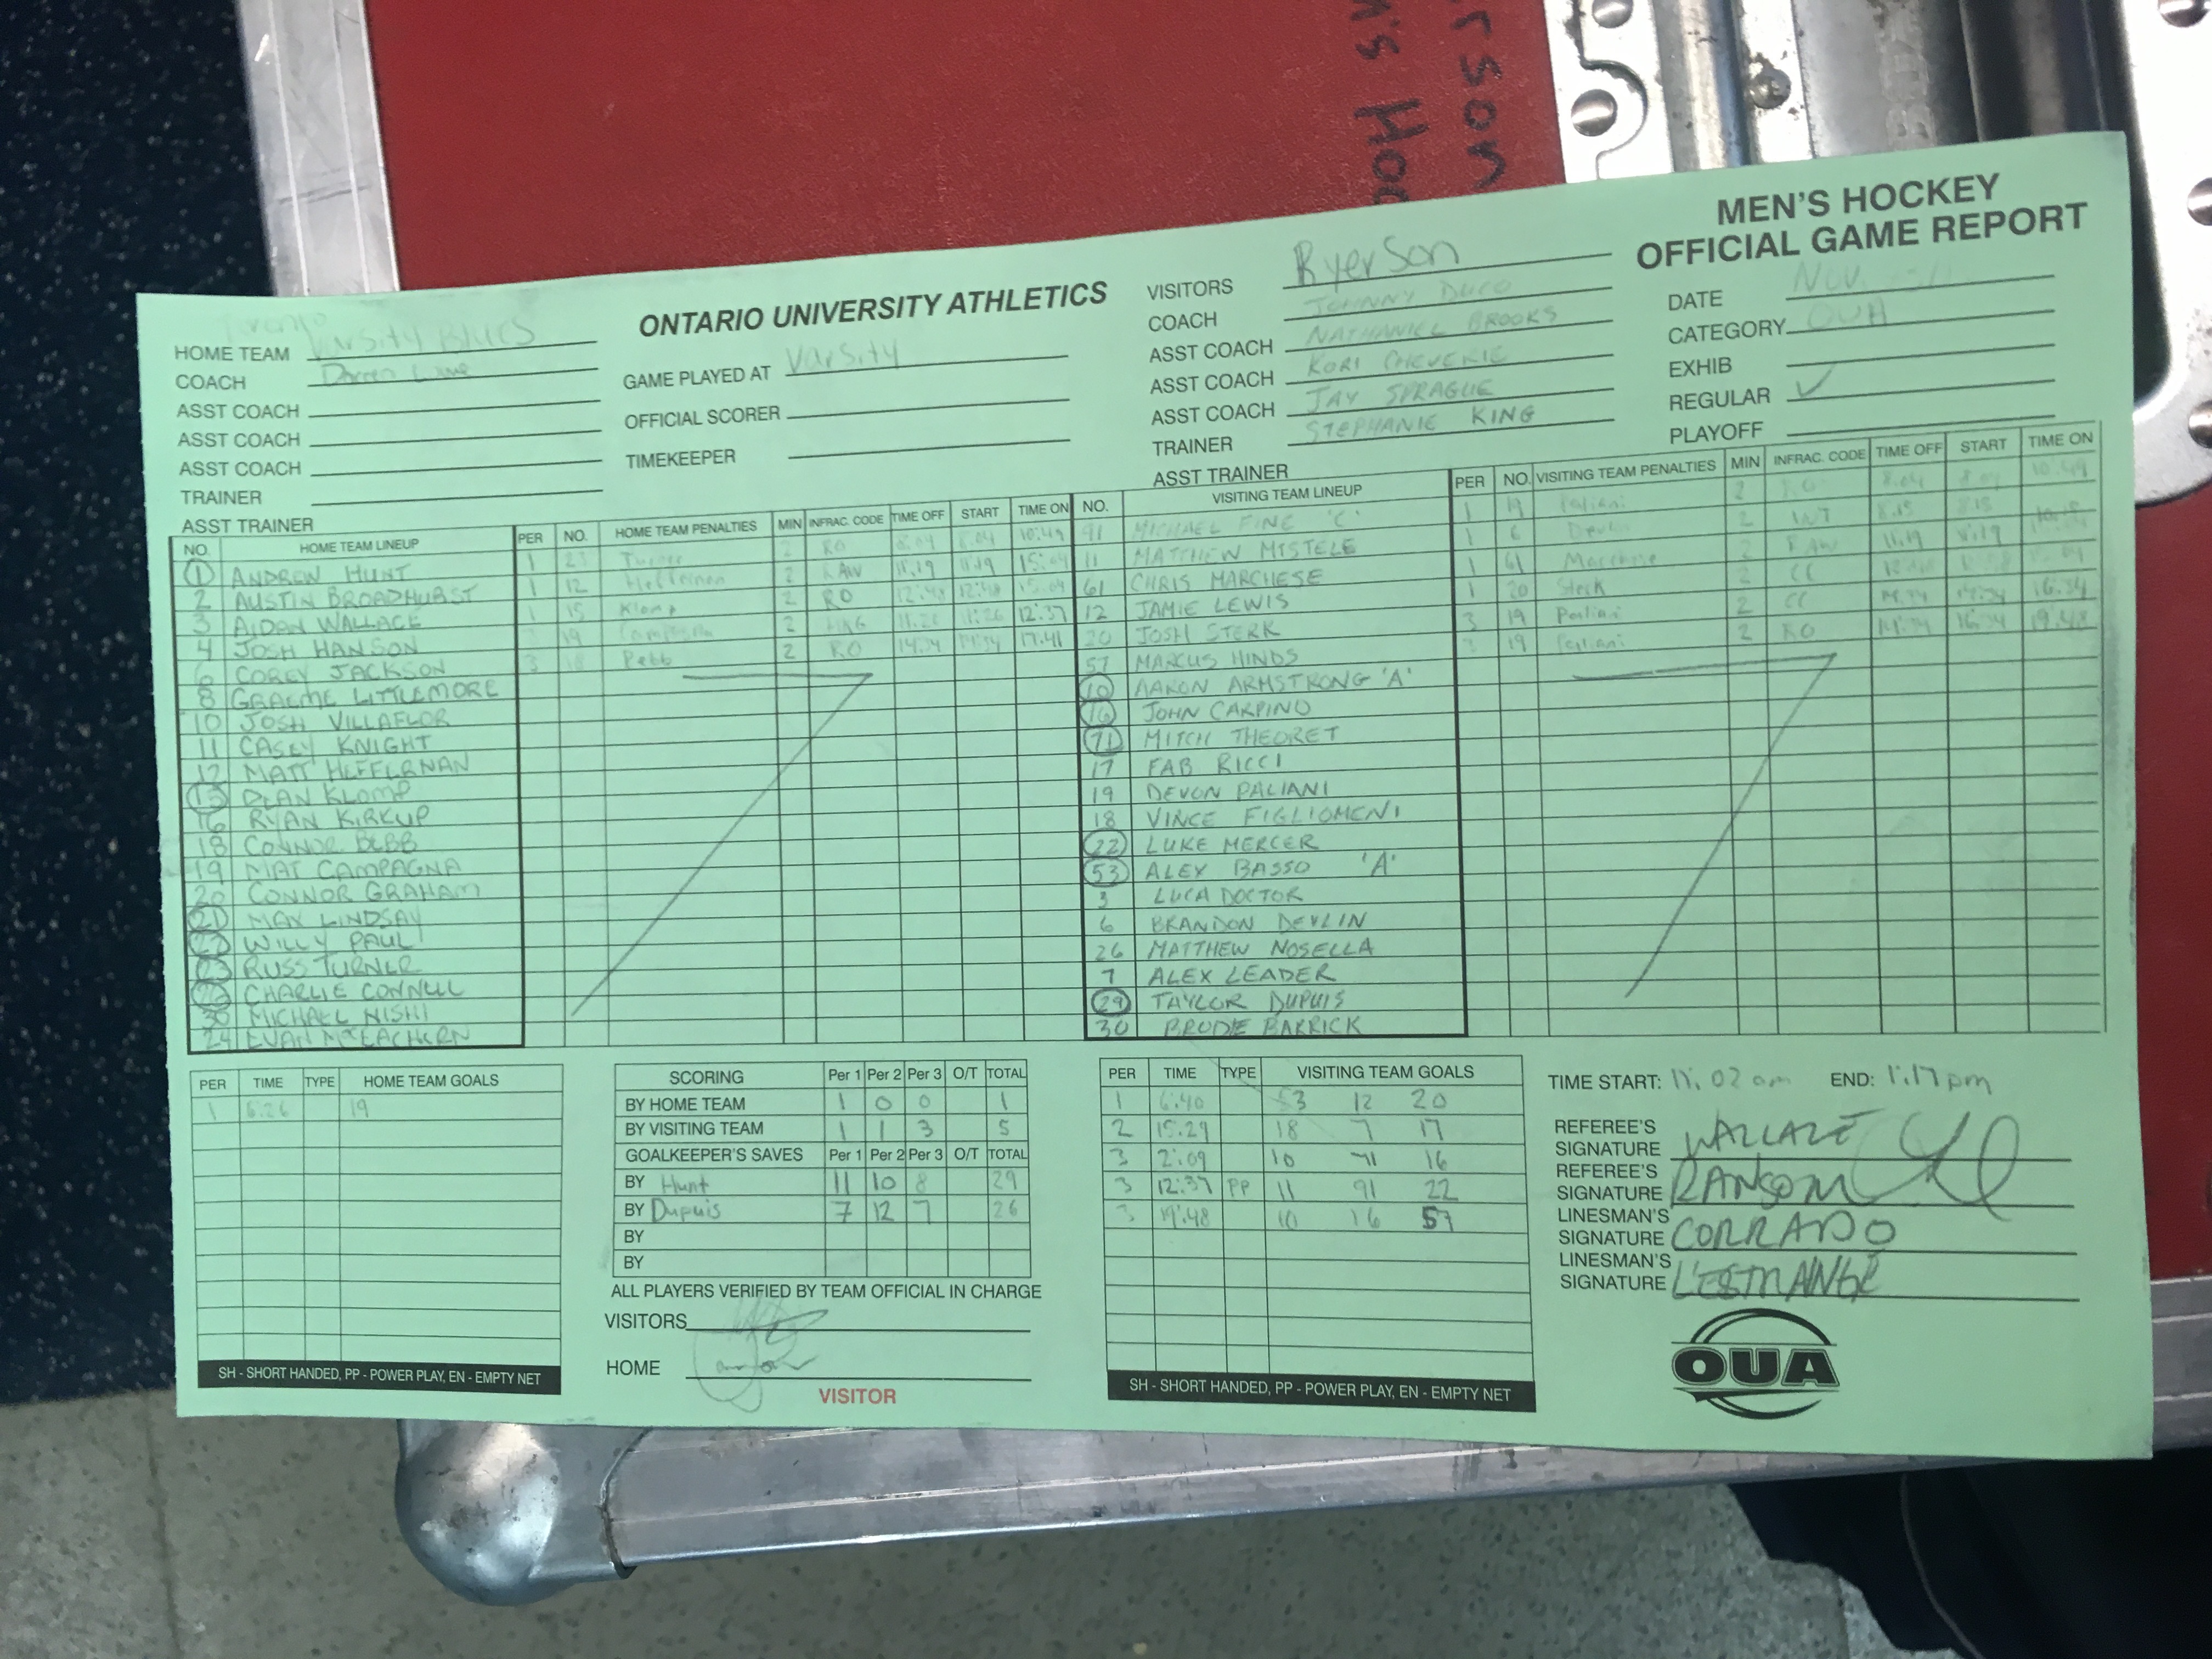 rson
n's Hoc
MEN'S HOCKEY
OFFICIAL GAME REPORT
ONTARIO UNIVERSITY ATHLETICS
HOME TEAM Toronto Varsity Blues
COACH Darren Lowe
ASST COACH
ASST COACH
ASST COACH
TRAINER
ASST TRAINER
GAME PLAYED AT Varsity
OFFICIAL SCORER
TIMEKEEPER
VISITORS Ryerson
COACH JOHNNY DUCO
ASST COACH NATHANIEL BROOKS
ASST COACH KORI CHEVERIE
ASST COACH JAY SPRAGUE
TRAINER STEPHANIE KING
ASST TRAINER
DATE Nov.
CATEGORY OUA
EXHIB
REGULAR ✓
PLAYOFF
NO. HOME TEAM LINEUP
1 ANDREW HUNT
2 AUSTIN BROADHURST
3 AIDAN WALLACE
4 JOSH HANSON
6 COREY JACKSON
8 GRAEME LITTLEMORE
10 JOSH VILLAFLOR
11 CASEY KNIGHT
12 MATT HEFFERNAN
15 DEAN KLOMP
16 RYAN KIRKUP
18 CONNOR BEBB
19 MAT CAMPAGNA
20 CONNOR GRAHAM
21 MAX LINDSAY
WILLY PAUL
23 RUSS TURNER
CHARLIE CONNELL
30 MICHAEL NISHI
24 EVAN McEACHERN
PER NO. HOME TEAM PENALTIES MIN INFRAC. CODE TIME OFF START TIME ON
1 23 Turner 2 RO 8:04 8:04 10:49
1 12 Heffernan 2 RAW 11:19 11:19 15:04
1 15 Klomp 2 RO 12:48 12:48 15:04
19 Campagna 2 11:26 11:26 12:37
3 18 Bebb 2 RO 14:34 14:34 17:41
NO. VISITING TEAM LINEUP
91 MICHAEL FINE 'C'
11 MATTHEW MISTELE
61 CHRIS MARCHESE
12 JAMIE LEWIS
20 JOSH STERK
57 MARCUS HINDS
10 AARON ARMSTRONG 'A'
16 JOHN CARPINO
71 MITCH THEORET
17 FAB RICCI
19 DEVON PALIANI
18 VINCE FIGLIOMENI
22 LUKE MERCER
53 ALEX BASSO 'A'
3 LUCA DOCTOR
6 BRANDON DEVLIN
26 MATTHEW NOSELLA
7 ALEX LEADER
29 TAYLOR DUPUIS
30 BRODIE BARRICK
PER NO. VISITING TEAM PENALTIES MIN INFRAC. CODE TIME OFF START TIME ON
1 19 Paliani 2 RO 8:04 8:04 10:49
1 6 Devlin 2 INT 8:15 8:15
1 61 Marchese 2 RAW 11:19 11:19
1 20 Sterk 2 CC
3 19 Paliani 2 CC 14:34 14:34 16:34
19 Paliani 2 RO 14:34 16:34 19:48
PER TIME TYPE HOME TEAM GOALS
1 6:26 19
SH - SHORT HANDED, PP - POWER PLAY, EN - EMPTY NET
SCORING Per 1 Per 2 Per 3 O/T TOTAL
BY HOME TEAM 1 0 0 1
BY VISITING TEAM 1 1 3 5
GOALKEEPER'S SAVES Per 1 Per 2 Per 3 O/T TOTAL
BY Hunt 11 10 8 29
BY Dupuis 7 12 7 26
BY
BY
ALL PLAYERS VERIFIED BY TEAM OFFICIAL IN CHARGE
VISITORS
HOME
VISITOR
PER TIME TYPE VISITING TEAM GOALS
1 6:40 53 12 20
2 15:29 18 7 17
3 2:09 10 71 16
3 12:37 PP 11 91 22
3 19:48 10 16 57
SH - SHORT HANDED, PP - POWER PLAY, EN - EMPTY NET
TIME START: 11:02 am END: 1:17 pm
REFEREE'S SIGNATURE WALLACE
REFEREE'S SIGNATURE RANSOM
LINESMAN'S SIGNATURE CORRADO
LINESMAN'S SIGNATURE L'ESTRANGE
OUA